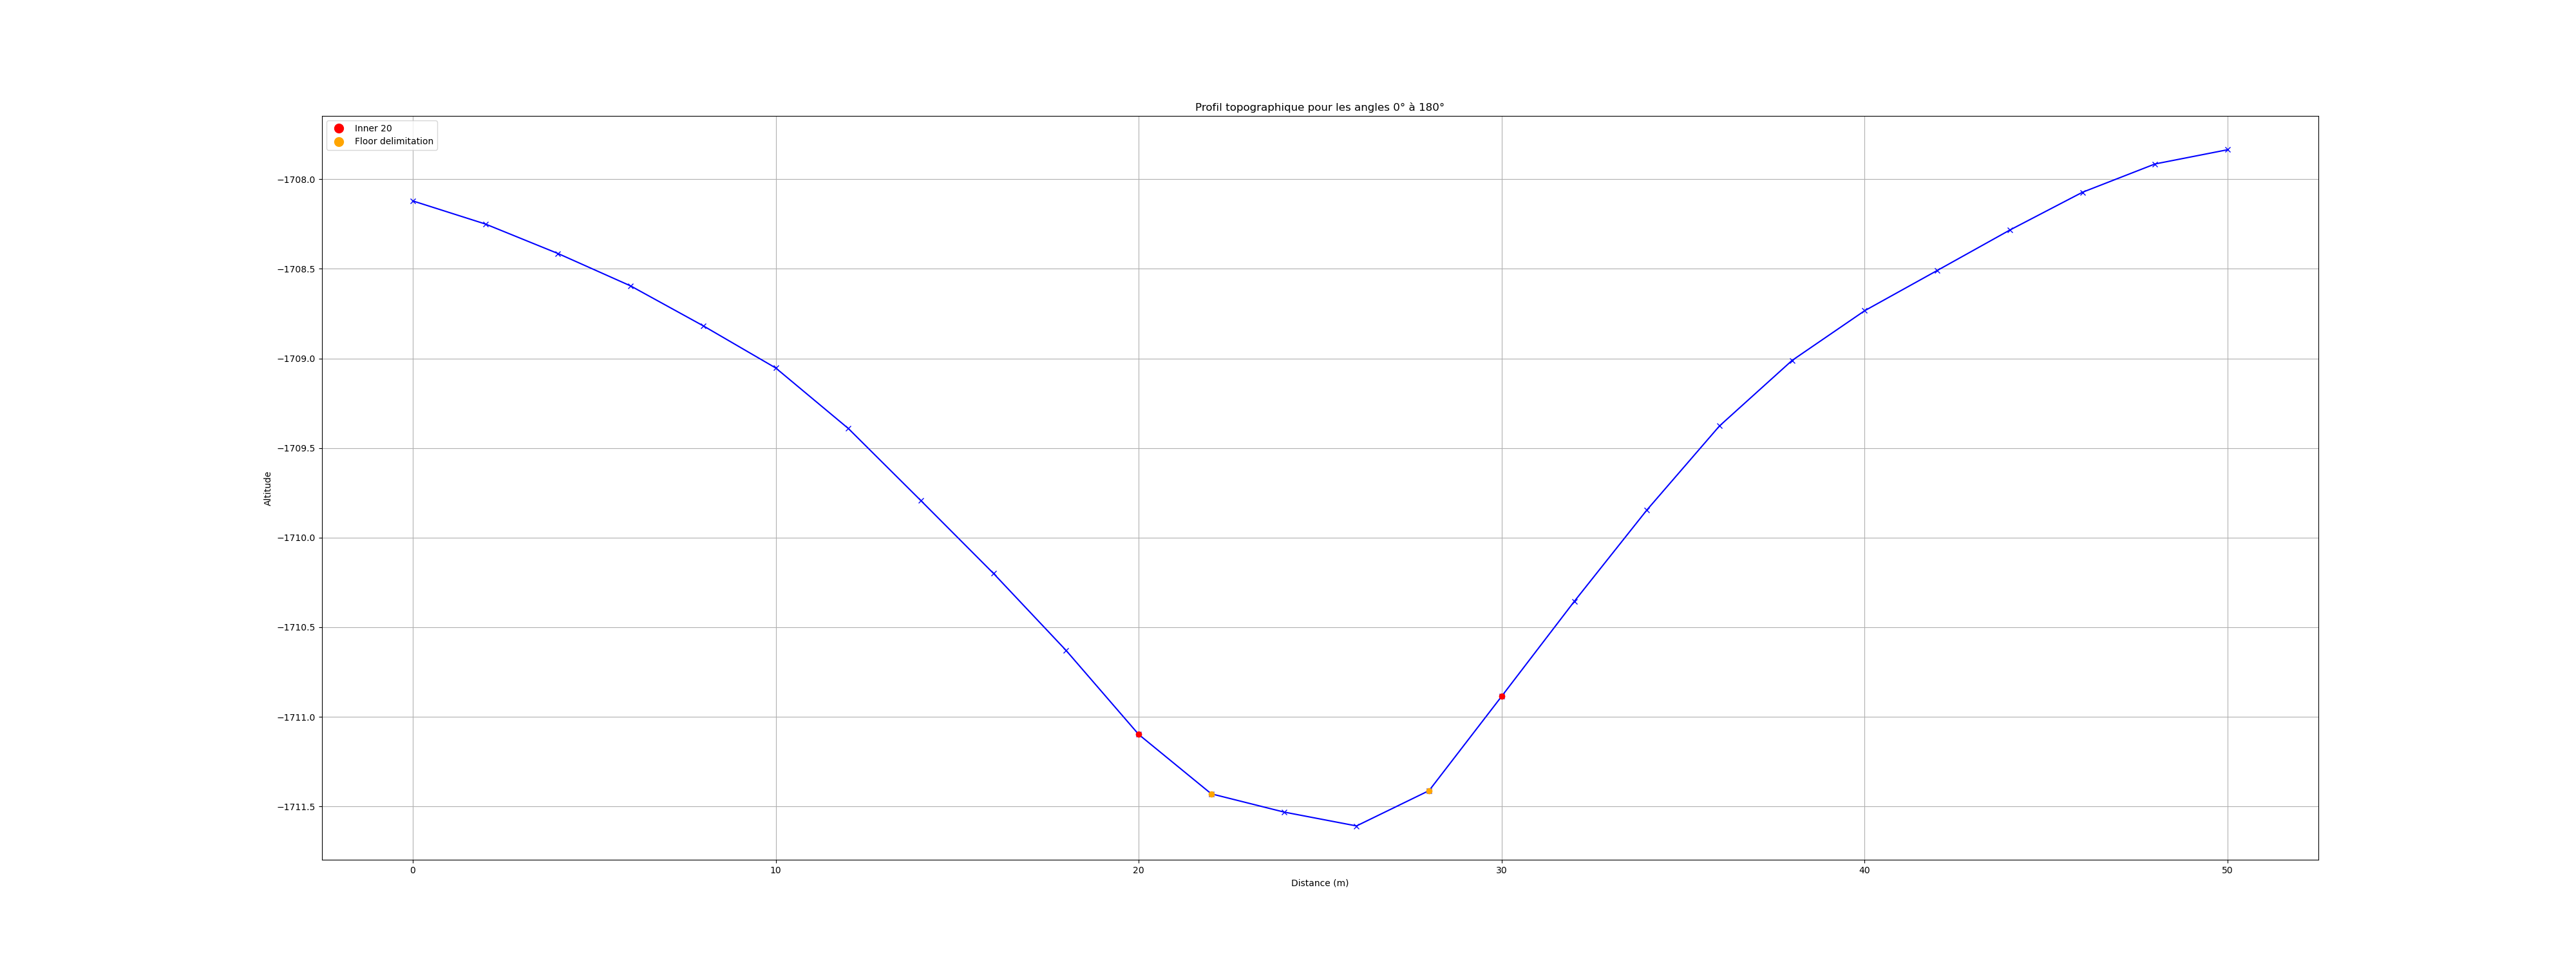 Profil topographique pour les angles 0° à 180°
Inner 20
Floor delimitation
−1708.0
−1708.5
−1709.0
−1709.5
−1710.0
−1710.5
−1711.0
−1711.5
Altitude
0 10 20 30 40 50
Distance (m)